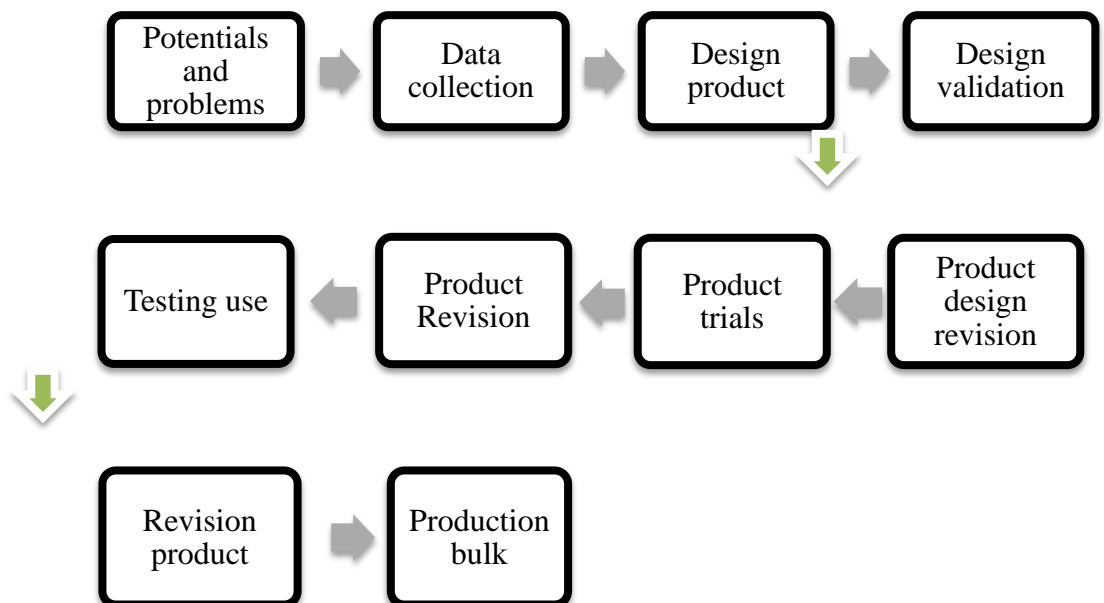 Potentials
and
problems
Data
collection
Design
product
Design
validation
Testing use
Product
Revision
Product
trials
Product
design
revision
Revision
product
Production
bulk